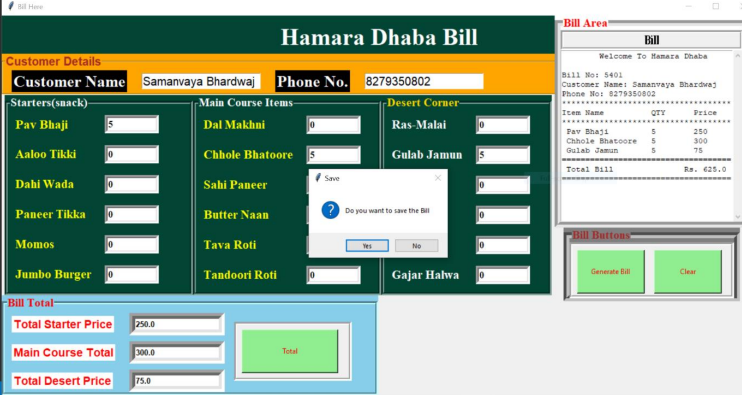 Bill Here
Hamara Dhaba Bill
Customer Details
Customer Name Samanvaya Bhardwaj Phone No. 8279350802
Starters(snack)
Pav Bhaji 5
Aaloo Tikki 0
Dahi Wada 0
Paneer Tikka 0
Momos 0
Jumbo Burger 0
Main Course Items
Dal Makhni 0
Chhole Bhatoore 5
Sahi Paneer
Butter Naan
Tava Roti
Tandoori Roti 0
Desert Corner
Ras-Malai 0
Gulab Jamun 5
0
0
0
Gajar Halwa 0
Save
Do you want to save the Bill
Yes No
Bill Area
Bill
Welcome To Hamara Dhaba
Bill No: 5401
Customer Name: Samanvaya Bhardwaj
Phone No: 8279350802
***********************************
Item Name QTY Price
***********************************
Pav Bhaji 5 250
Chhole Bhatoore 5 300
Gulab Jamun 5 75
===================================
Total Bill Rs. 625.0
===================================
Bill Buttons
Generate Bill Clear
Bill Total
Total Starter Price 250.0
Main Course Total 300.0
Total Desert Price 75.0
Total